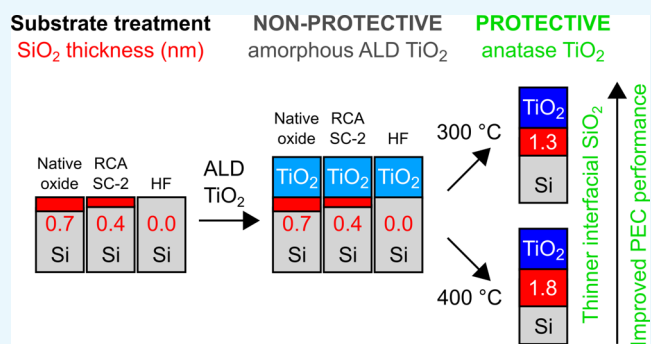 Substrate treatment
SiO2 thickness (nm)
NON-PROTECTIVE
amorphous ALD TiO2
PROTECTIVE
anatase TiO2
Native
oxide
RCA
SC-2
HF
0.7
0.4
0.0
Si
Si
Si
ALD
TiO2
Native
oxide
RCA
SC-2
HF
TiO2
TiO2
TiO2
0.7
0.4
0.0
Si
Si
Si
300 °C
400 °C
TiO2
1.3
Si
TiO2
1.8
Si
Thinner interfacial SiO2
Improved PEC performance